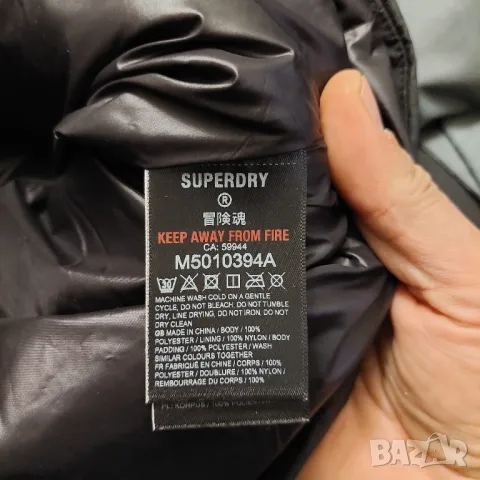 SUPERDRY
®
冒険魂
KEEP AWAY FROM FIRE
CA: 59944
M5010394A
MACHINE WASH COLD ON A GENTLE
CYCLE, DO NOT BLEACH, DO NOT TUMBLE
DRY, LINE DRYING, DO NOT IRON, DO NOT
DRY CLEAN
GB MADE IN CHINA / BODY / 100%
POLYESTER / LINING / 100% NYLON / BODY
PADDING / 100% POLYESTER / WASH
SIMILAR COLOURS TOGETHER
FR FABRIQUÉ EN CHINE / CORPS / 100%
POLYESTER / DOUBLURE / 100% NYLON /
REMBOURRAGE DU CORPS / 100%
BAZAR